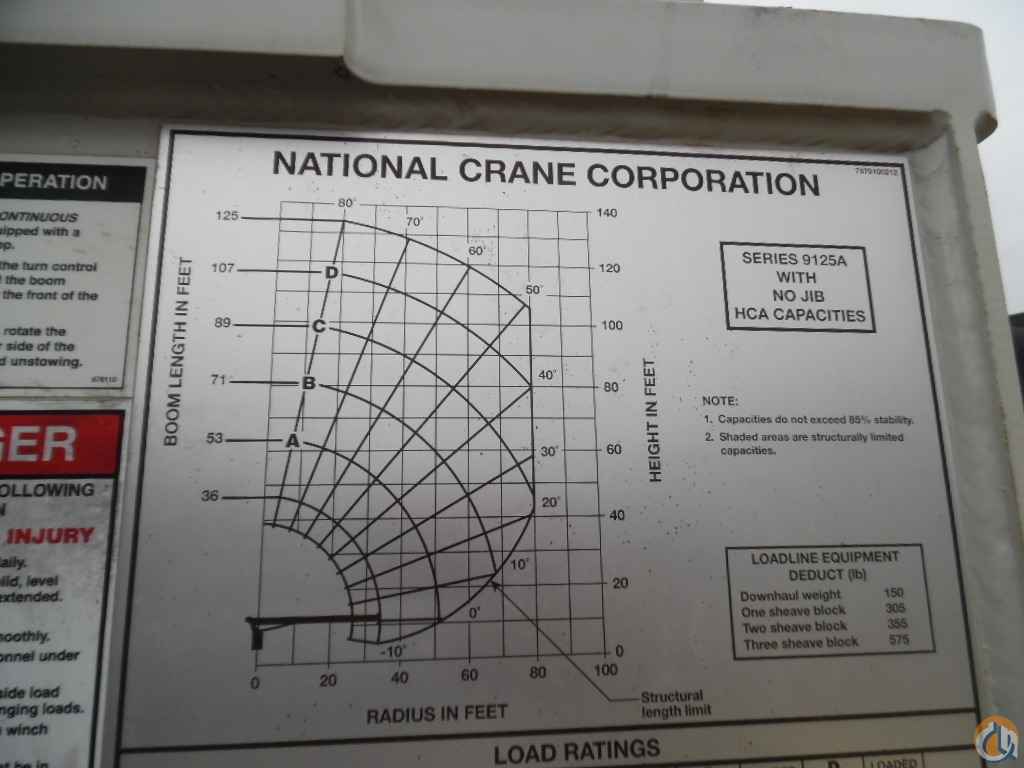 NATIONAL CRANE CORPORATION
SERIES 9125A
WITH
NO JIB
HCA CAPACITIES
NOTE:
1. Capacities do not exceed 85% stability.
2. Shaded areas are structurally limited
capacities.
LOADLINE EQUIPMENT
DEDUCT (lb)
Downhaul weight 150
One sheave block 305
Two sheave block 355
Three sheave block 575
BOOM LENGTH IN FEET
125
107
89
71
53
36
D
C
B
A
80°
70°
60°
50°
40°
30°
20°
10°
0°
-10°
HEIGHT IN FEET
140
120
100
80
60
40
20
0
0 20 40 60 80 100
RADIUS IN FEET
Structural
length limit
LOAD RATINGS
D LOADED
PERATION
ONTINUOUS
uipped with a
op.
the turn control
the boom
the front of the
rotate the
side of the
d unstowing.
GER
OLLOWING
N
INJURY
aily.
lid, level
extended.
moothly.
onnel under
side load
nging loads.
winch